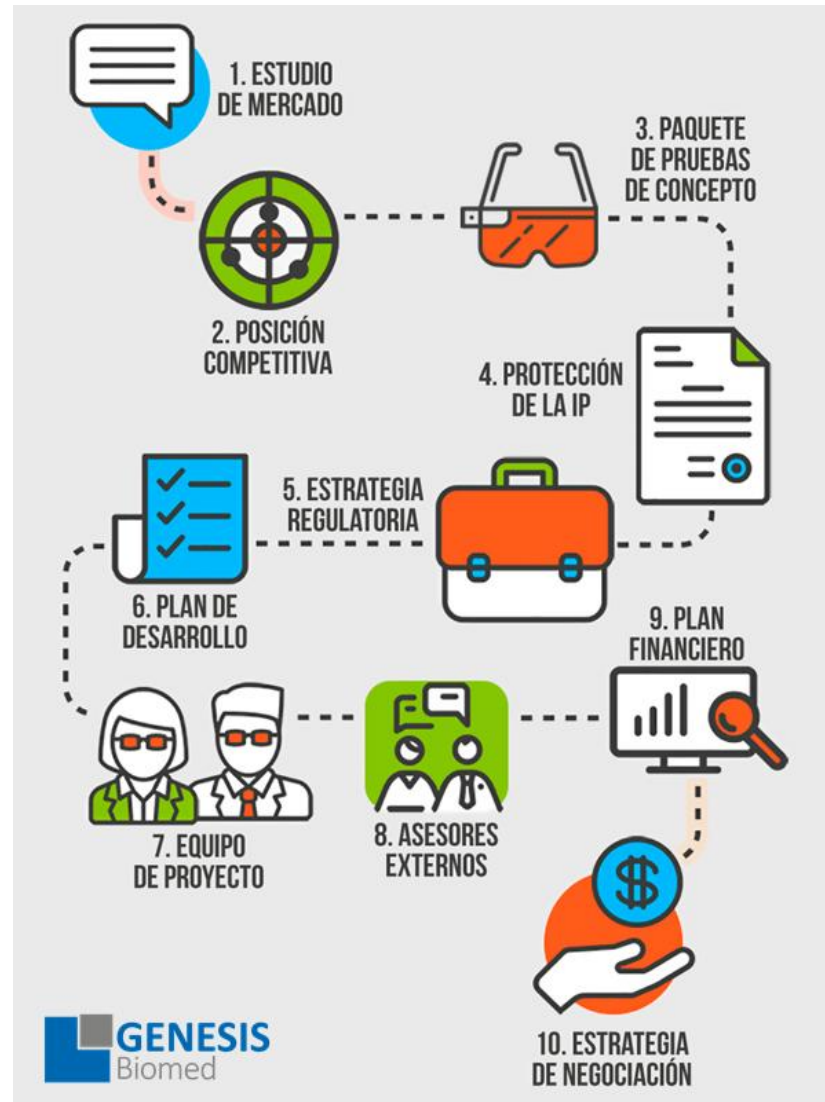 1. ESTUDIO
DE MERCADO
2. POSICIÓN
COMPETITIVA
3. PAQUETE
DE PRUEBAS
DE CONCEPTO
4. PROTECCIÓN
DE LA IP
5. ESTRATEGIA
REGULATORIA
6. PLAN DE
DESARROLLO
7. EQUIPO
DE PROYECTO
8. ASESORES
EXTERNOS
9. PLAN
FINANCIERO
$
10. ESTRATEGIA
DE NEGOCIACIÓN
GENESIS
Biomed